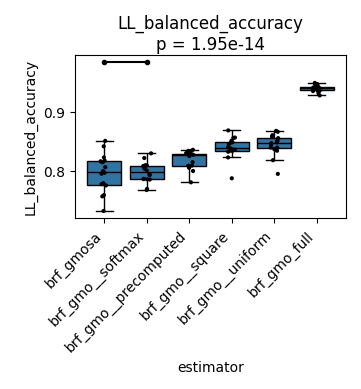 LL_balanced_accuracy
p = 1.95e-14
LL_balanced_accuracy
0.9
0.8
brf_gmosa
brf_gmo__softmax
brf_gmo__precomputed
brf_gmo__square
brf_gmo__uniform
brf_gmo_full
estimator